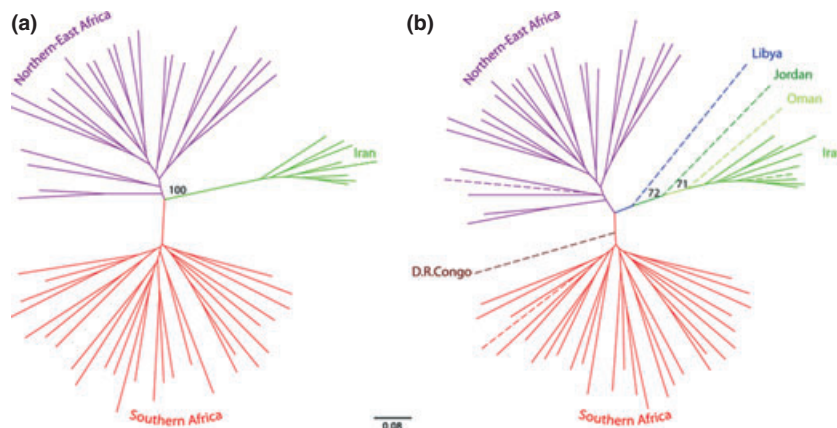 (a)
Northern-East Africa
Iran
100
Southern Africa
(b)
Northern-East Africa
Libya
Jordan
Oman
Ira
71
72
D.R.Congo
Southern Africa
0.08